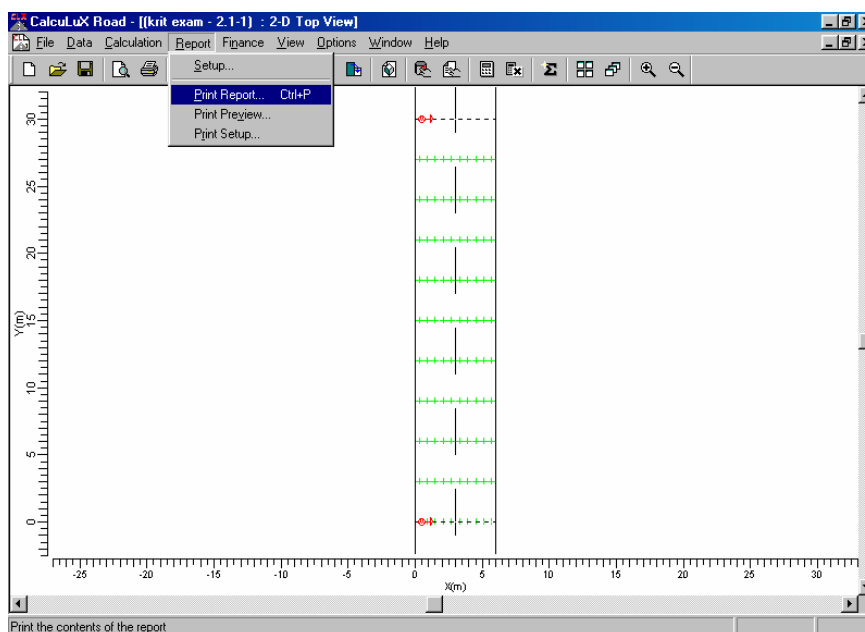 CalcuLuX Road - [(krit exam - 2.1-1) : 2-D Top View]
File Data Calculation Report Finance View Options Window Help
Setup...
Print Report... Ctrl+P
Print Preview...
Print Setup...
30
25
20
15
10
5
0
Y(m)
-25 -20 -15 -10 -5 0 5 10 15 20 25 30
X(m)
Print the contents of the report